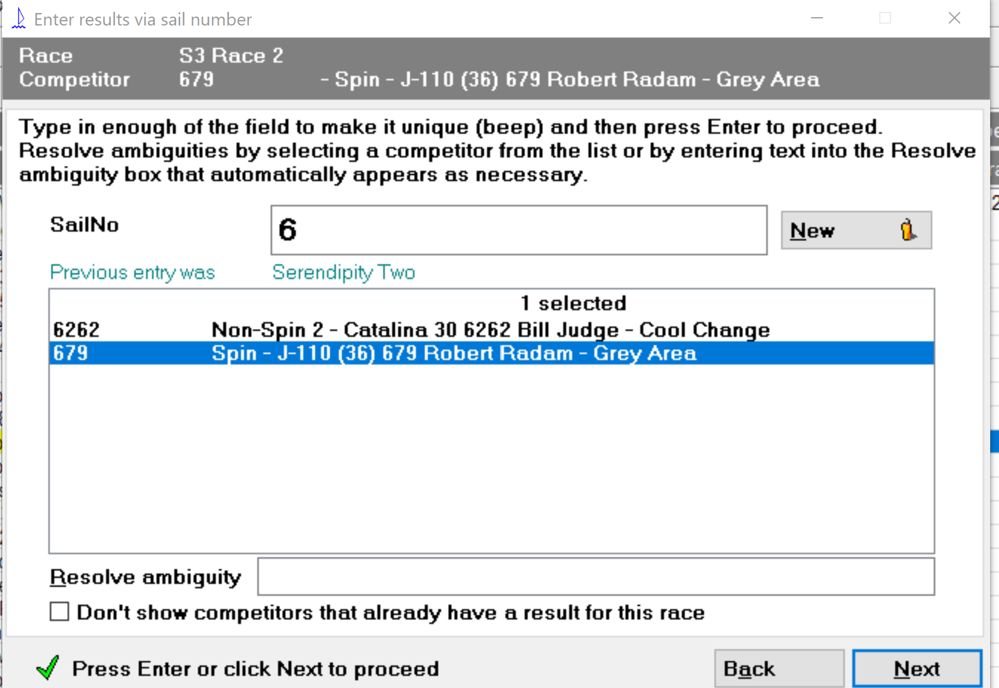 Enter results via sail number
Race S3 Race 2
Competitor 679 - Spin - J-110 (36) 679 Robert Radam - Grey Area
Type in enough of the field to make it unique (beep) and then press Enter to proceed.
Resolve ambiguities by selecting a competitor from the list or by entering text into the Resolve
ambiguity box that automatically appears as necessary.
SailNo 6 New
Previous entry was Serendipity Two
1 selected
6262 Non-Spin 2 - Catalina 30 6262 Bill Judge - Cool Change
679 Spin - J-110 (36) 679 Robert Radam - Grey Area
Resolve ambiguity
Don't show competitors that already have a result for this race
Press Enter or click Next to proceed Back Next